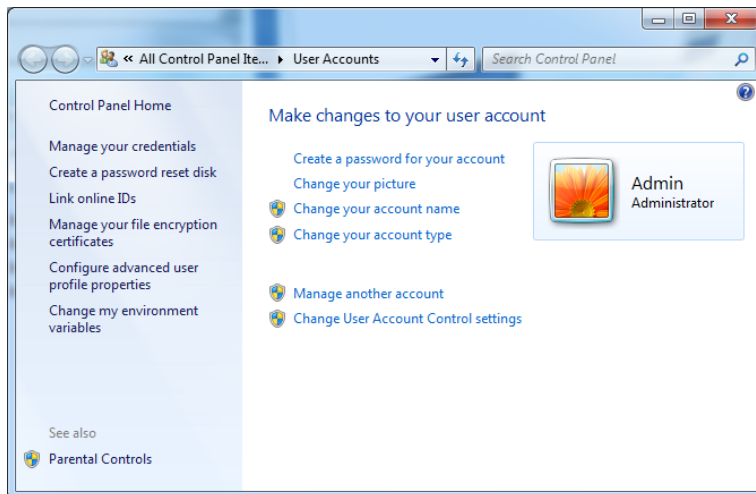 « All Control Panel Ite... ▸ User Accounts
Search Control Panel
Control Panel Home
Manage your credentials
Create a password reset disk
Link online IDs
Manage your file encryption
certificates
Configure advanced user
profile properties
Change my environment
variables
See also
Parental Controls
Make changes to your user account
Create a password for your account
Change your picture
Change your account name
Change your account type
Manage another account
Change User Account Control settings
Admin
Administrator